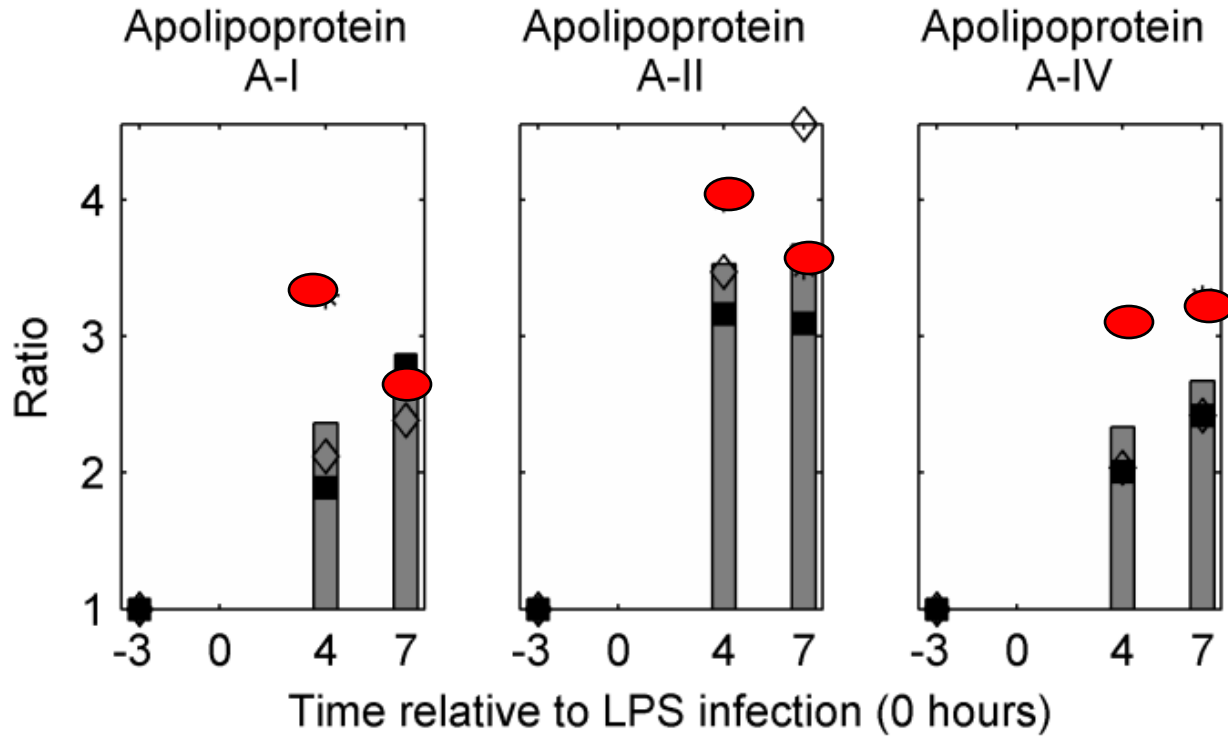 Apolipoprotein Apolipoprotein Apolipoprotein
A-I A-II A-IV
4
3
2
1
Ratio
-3 0 4 7 -3 0 4 7 -3 0 4 7
Time relative to LPS infection (0 hours)